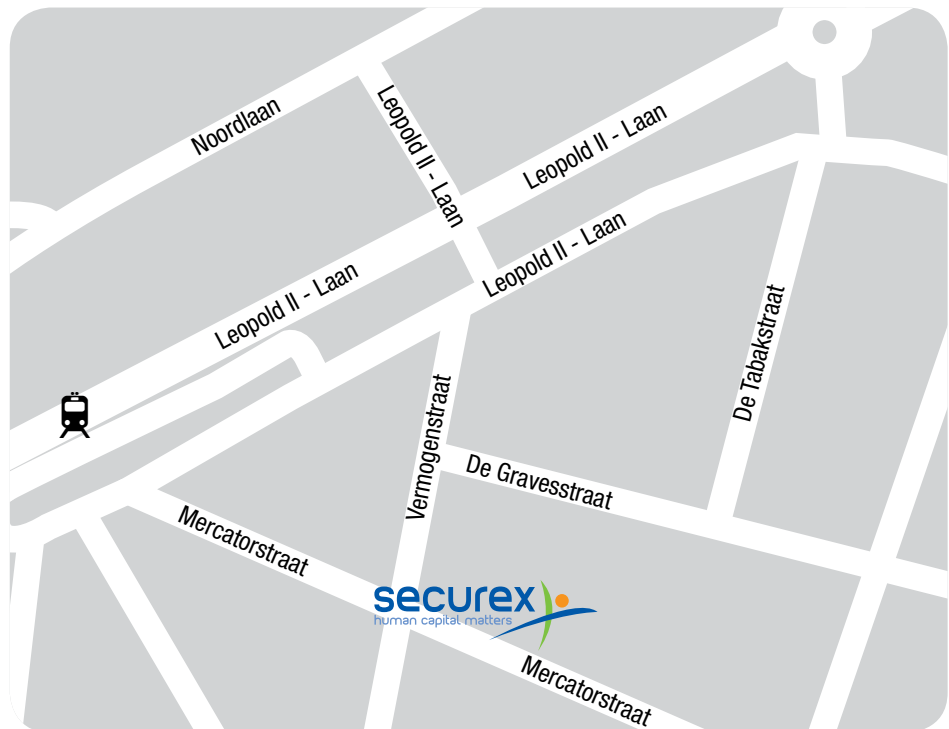 Noordlaan
Leopold II - Laan
Leopold II - Laan
Leopold II - Laan
Leopold II - Laan
De Tabakstraat
Vermogenstraat
De Gravesstraat
Mercatorstraat
securex
human capital matters
Mercatorstraat